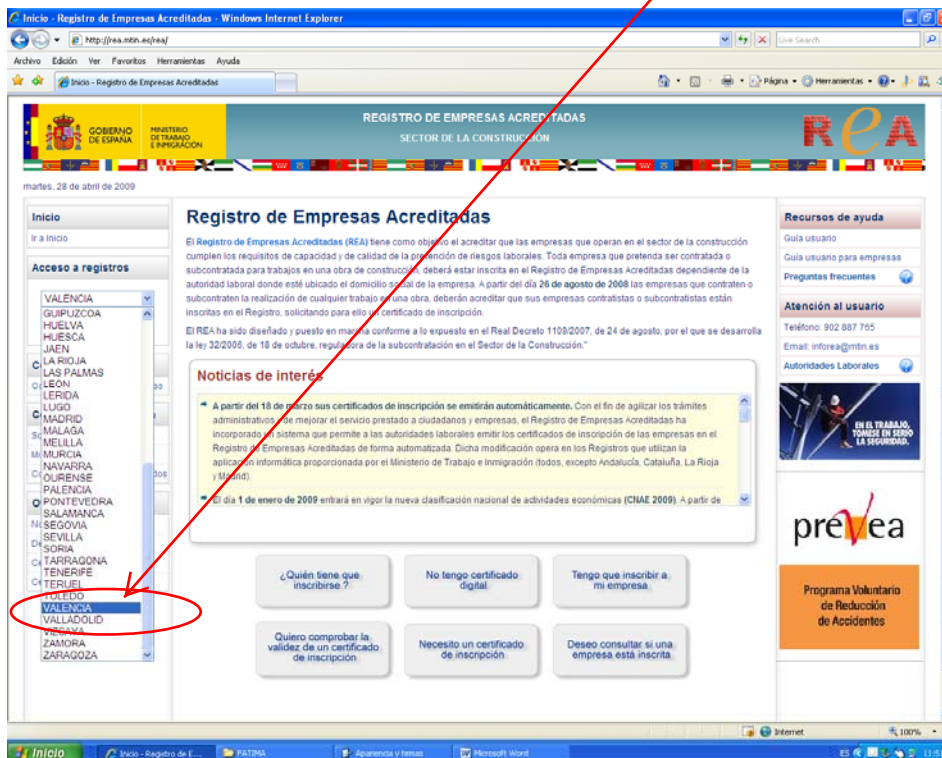 Inicio - Registro de Empresas Acreditadas - Windows Internet Explorer
http://rea.mtin.es/rea/
Live Search
Archivo Edición Ver Favoritos Herramientas Ayuda
Inicio - Registro de Empresas Acreditadas
Página Herramientas
GOBIERNO DE ESPAÑA
MINISTERIO DE TRABAJO E INMIGRACIÓN
REGISTRO DE EMPRESAS ACREDITADAS
SECTOR DE LA CONSTRUCCIÓN
ReA
martes, 28 de abril de 2009
Inicio
Ir a Inicio
Acceso a registros
VALENCIA
GUIPUZCOA
HUELVA
HUESCA
JAEN
LA RIOJA
LAS PALMAS
LEON
LERIDA
LUGO
MADRID
MALAGA
MELILLA
MURCIA
NAVARRA
OURENSE
PALENCIA
PONTEVEDRA
SALAMANCA
SEGOVIA
SEVILLA
SORIA
TARRAGONA
TENERIFE
TERUEL
TOLEDO
VALENCIA
VALLADOLID
VIZCAYA
ZAMORA
ZARAGOZA
Registro de Empresas Acreditadas
El Registro de Empresas Acreditadas (REA) tiene como objetivo el acreditar que las empresas que operan en el sector de la construcción
cumplen los requisitos de capacidad y de calidad de la prevención de riesgos laborales. Toda empresa que pretenda ser contratada o
subcontratada para trabajos en una obra de construcción, deberá estar inscrita en el Registro de Empresas Acreditadas dependiente de la
autoridad laboral donde esté ubicado el domicilio social de la empresa. A partir del día 26 de agosto de 2008 las empresas que contraten o
subcontraten la realización de cualquier trabajo en una obra, deberán acreditar que sus empresas contratistas o subcontratistas están
inscritas en el Registro, solicitando para ello un certificado de inscripción.
El REA ha sido diseñado y puesto en marcha conforme a lo expuesto en el Real Decreto 1109/2007, de 24 de agosto, por el que se desarrolla
la ley 32/2006, de 18 de octubre, reguladora de la subcontratación en el Sector de la Construcción."
Noticias de interés
A partir del 18 de marzo sus certificados de inscripción se emitirán automáticamente. Con el fin de agilizar los trámites
administrativos y de mejorar el servicio prestado a ciudadanos y empresas, el Registro de Empresas Acreditadas ha
incorporado un sistema que permite a las autoridades laborales emitir los certificados de inscripción de las empresas en el
Registro de Empresas Acreditadas de forma automatizada. Dicha modificación opera en los Registros que utilizan la
aplicación informática proporcionada por el Ministerio de Trabajo e Inmigración (todos, excepto Andalucía, Cataluña, La Rioja
y Madrid).
El día 1 de enero de 2009 entrará en vigor la nueva clasificación nacional de actividades económicas (CNAE 2009). A partir de
¿Quién tiene que inscribirse ?
No tengo certificado digital
Tengo que inscribir a mi empresa
Quiero comprobar la validez de un certificado de inscripción
Necesito un certificado de inscripción
Deseo consultar si una empresa está inscrita
Recursos de ayuda
Guía usuario
Guía usuario para empresas
Preguntas frecuentes
Atención al usuario
Teléfono: 902 887 765
Email: inforea@mtin.es
Autoridades Laborales
EN EL TRABAJO,
TÓMESE EN SERIO
LA SEGURIDAD.
prevea
Programa Voluntario
de Reducción
de Accidentes
Internet
100%
Inicio
Inicio - Registro de E...
FATIMA
Apariencia y temas
Microsoft Word
ES